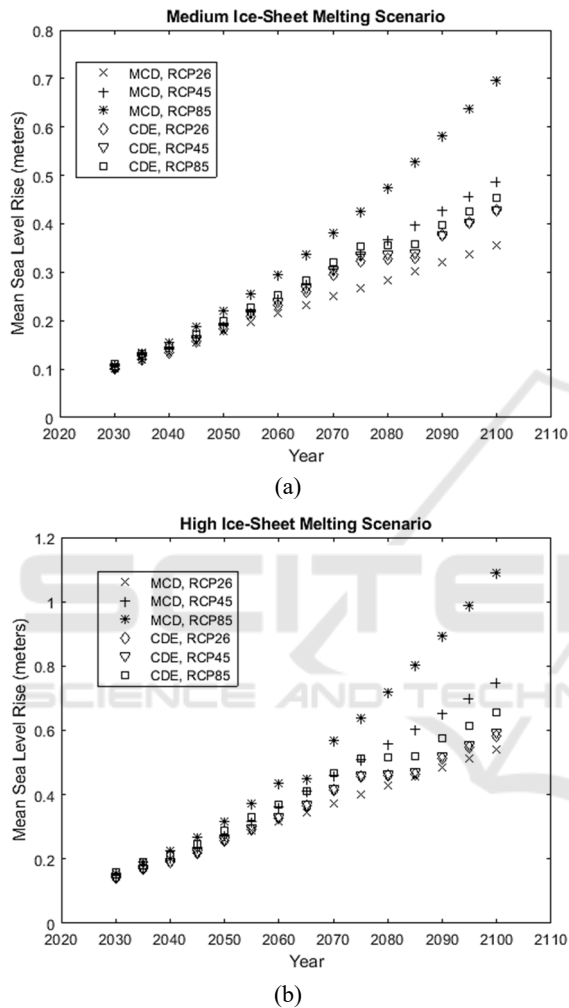 Medium Ice-Sheet Melting Scenario
0.8
0.7
0.6
0.5
0.4
0.3
0.2
0.1
0
Mean Sea Level Rise (meters)
MCD, RCP26
MCD, RCP45
MCD, RCP85
CDE, RCP26
CDE, RCP45
CDE, RCP85
2020 2030 2040 2050 2060 2070 2080 2090 2100 2110
Year
(a)
High Ice-Sheet Melting Scenario
1.2
1
0.8
0.6
0.4
0.2
0
Mean Sea Level Rise (meters)
MCD, RCP26
MCD, RCP45
MCD, RCP85
CDE, RCP26
CDE, RCP45
CDE, RCP85
SCITE
SCIENCE AND TECHN
2020 2030 2040 2050 2060 2070 2080 2090 2100 2110
Year
(b)